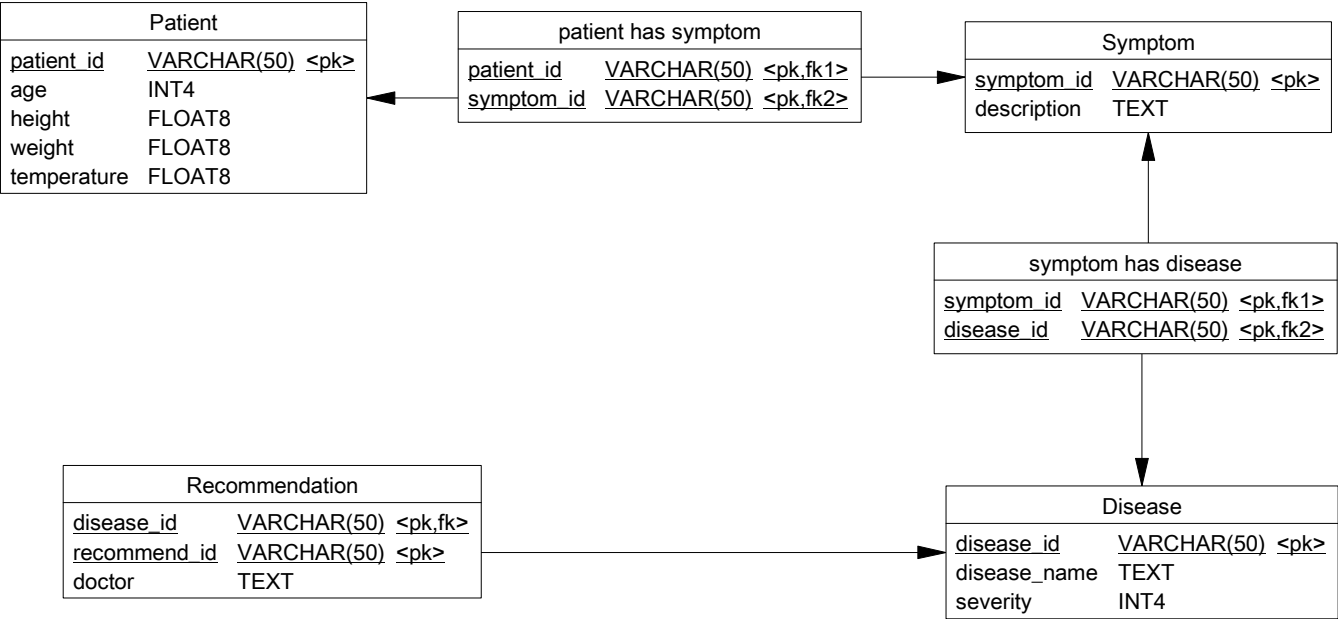 Patient
patient_id VARCHAR(50) <pk>
age INT4
height FLOAT8
weight FLOAT8
temperature FLOAT8
patient has symptom
patient_id VARCHAR(50) <pk,fk1>
symptom_id VARCHAR(50) <pk,fk2>
Symptom
symptom_id VARCHAR(50) <pk>
description TEXT
symptom has disease
symptom_id VARCHAR(50) <pk,fk1>
disease_id VARCHAR(50) <pk,fk2>
Recommendation
disease_id VARCHAR(50) <pk,fk>
recommend_id VARCHAR(50) <pk>
doctor TEXT
Disease
disease_id VARCHAR(50) <pk>
disease_name TEXT
severity INT4